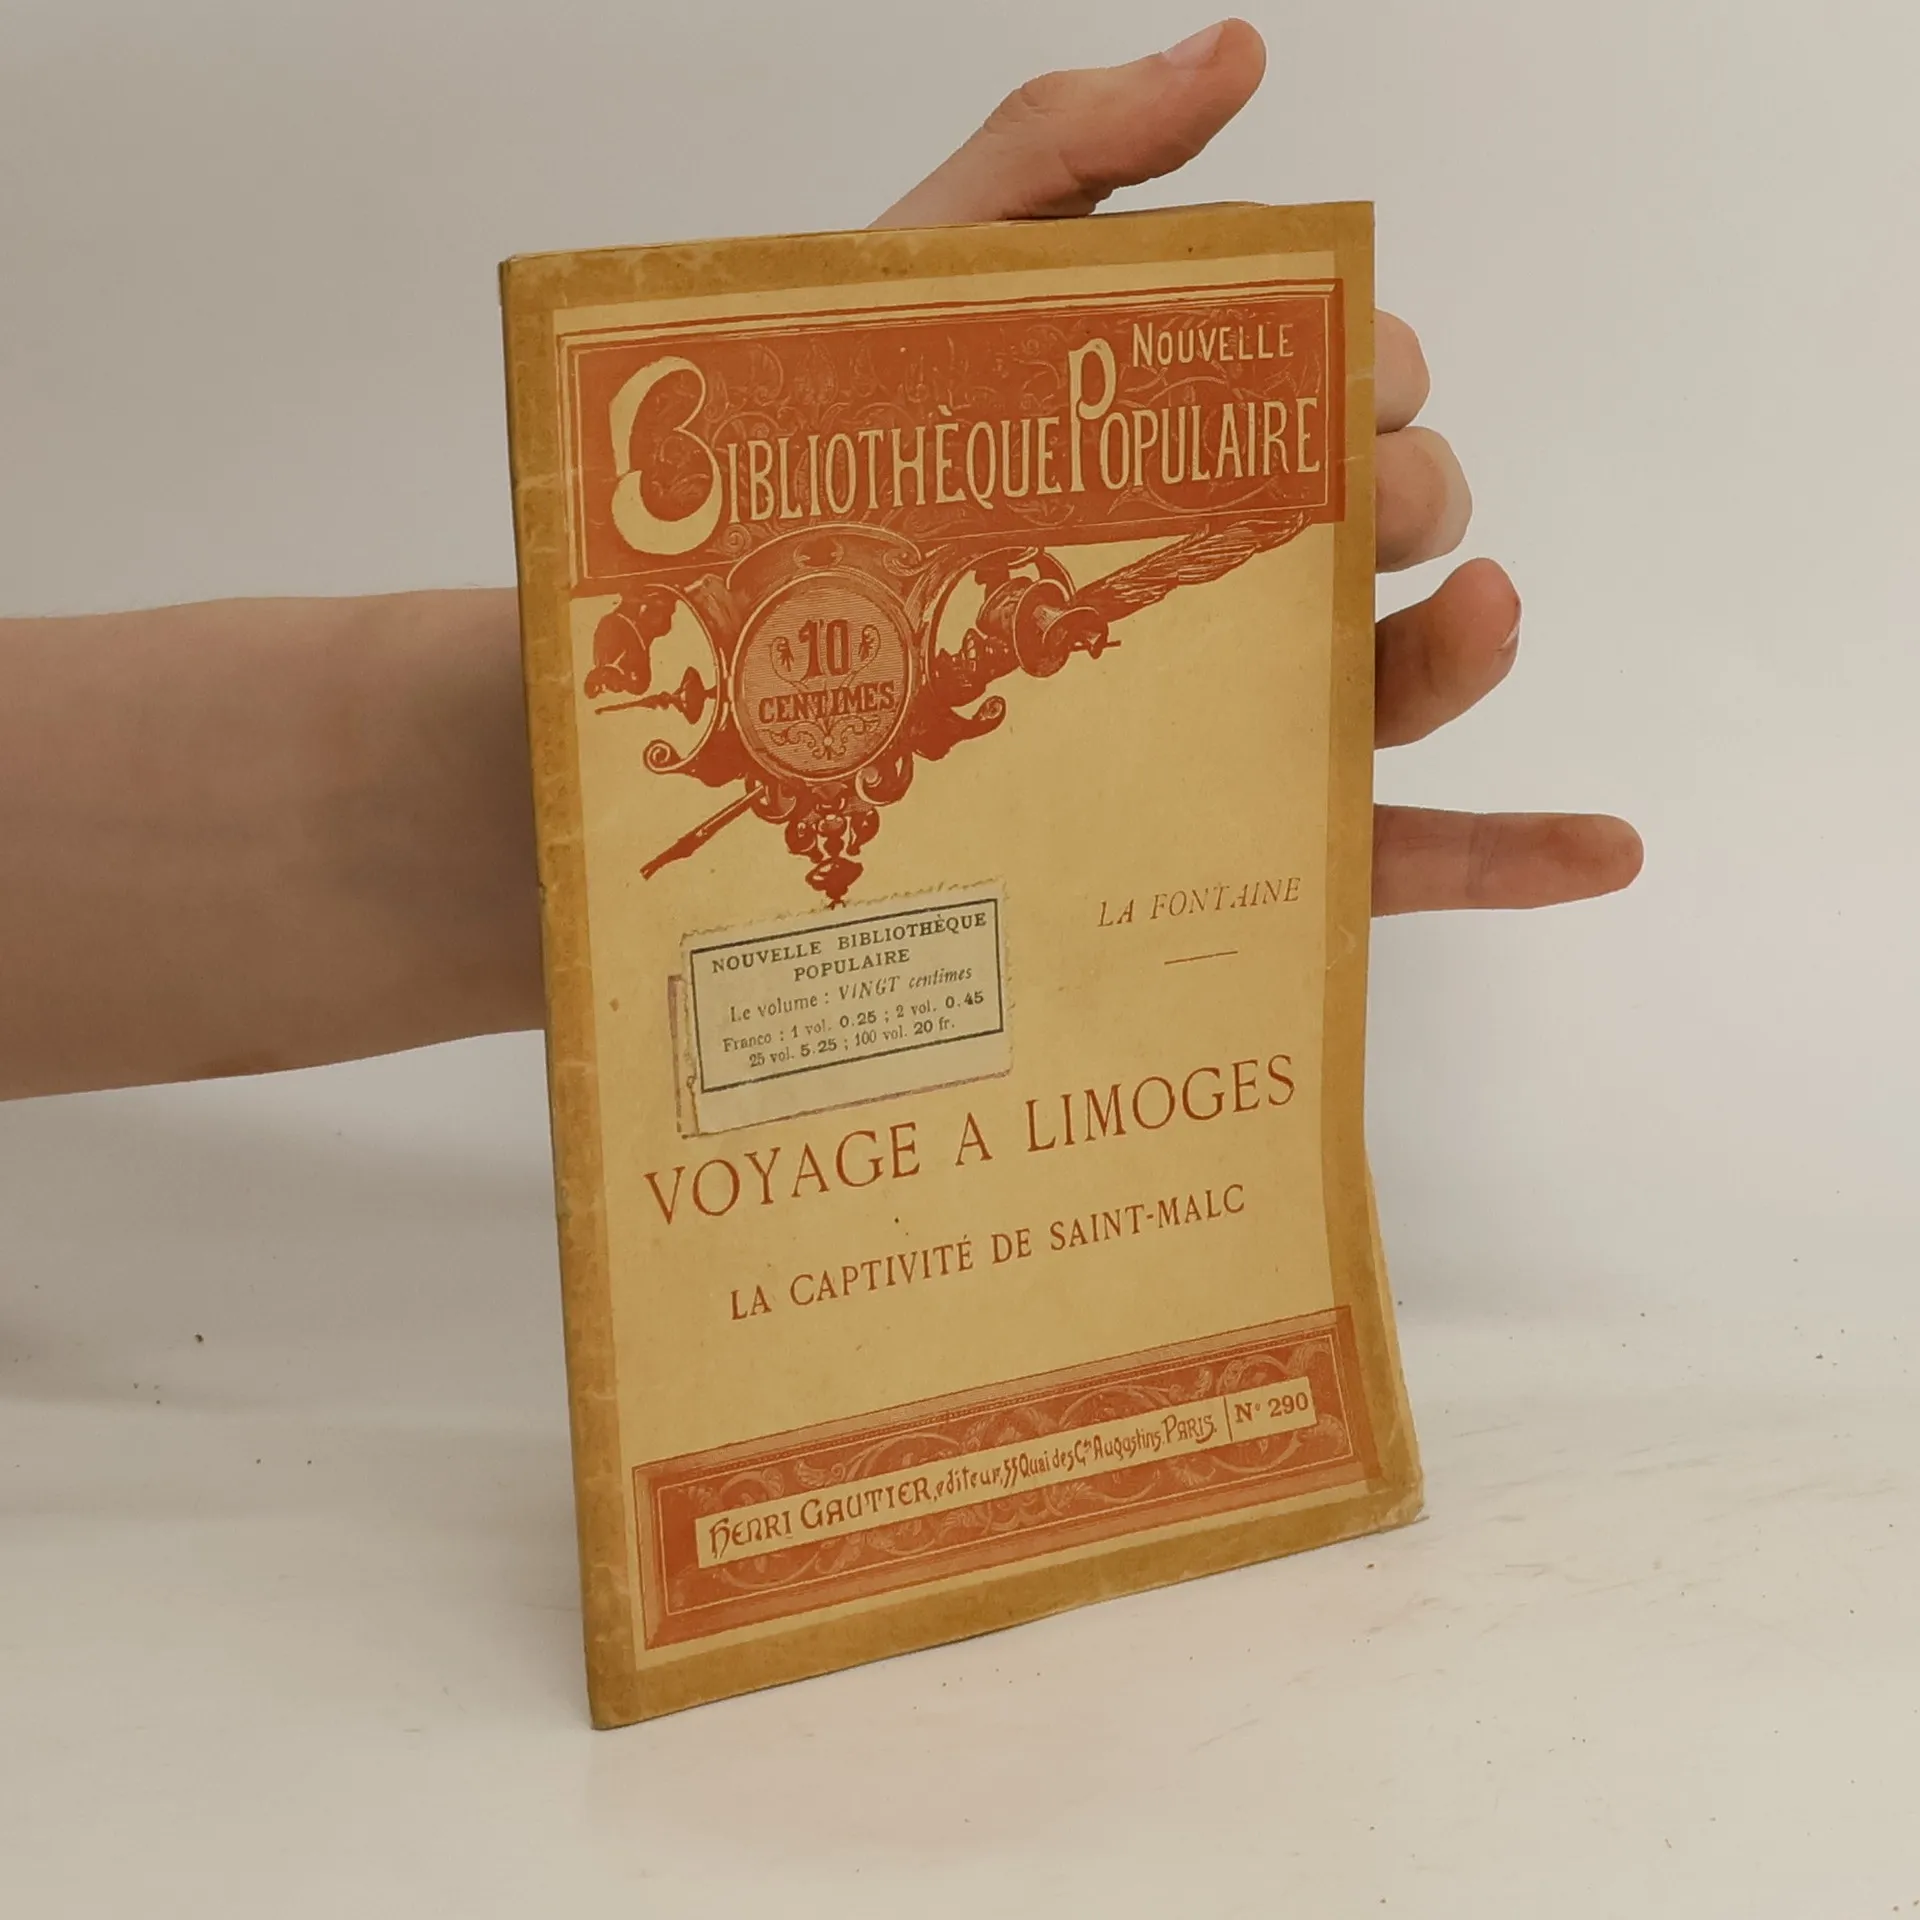 NOUVELLE
BIBLIOTHÈQUE POPULAIRE
10
CENTIMES
LA FONTAINE
NOUVELLE BIBLIOTHÈQUE
POPULAIRE
Le volume : VINGT centimes
Franco : 1 vol. 0.25 ; 2 vol. 0.45
25 vol. 5.25 ; 100 vol. 20 fr.
VOYAGE A LIMOGES
LA CAPTIVITÉ DE SAINT-MALC
HENRI GAUTIER, editeur, 55 Quai des Gds Augustins, PARIS. N° 290